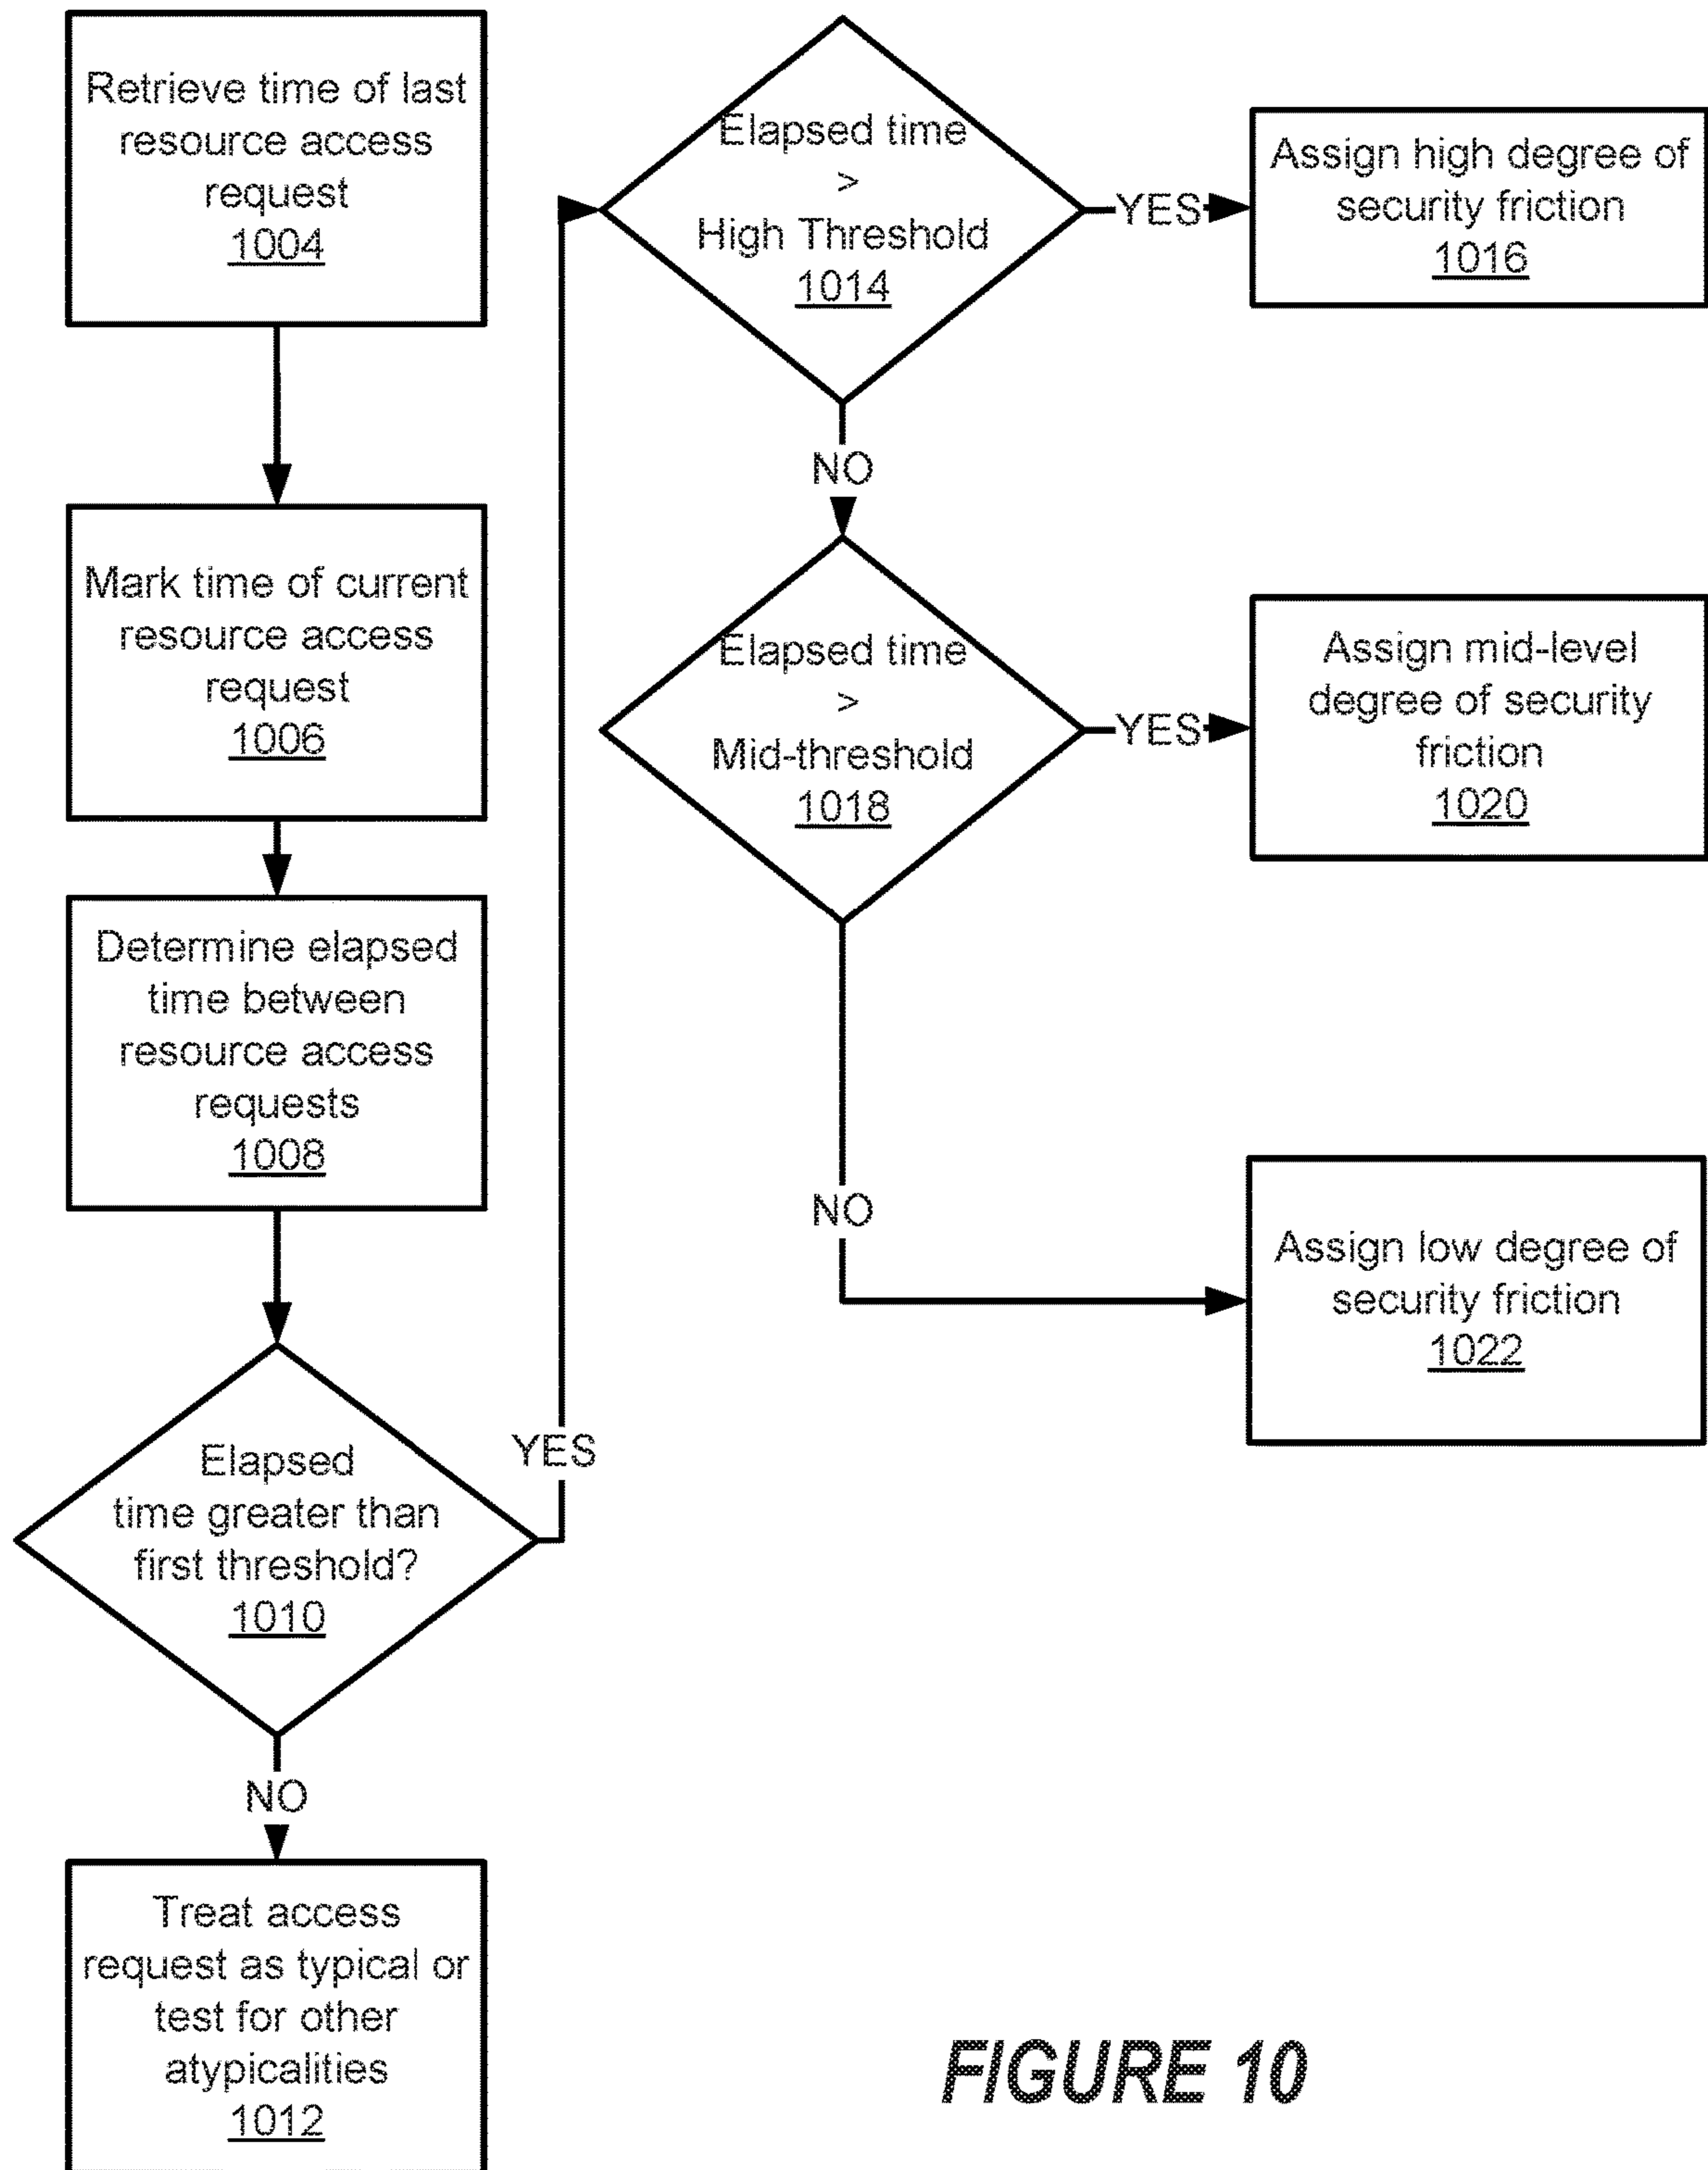 Retrieve time of last
resource access
request
1004
Mark time of current
resource access
request
1006
Determine elapsed
time between
resource access
requests
1008
Elapsed
time greater than
first threshold?
1010
YES
NO
Treat access
request as typical or
test for other
atypicalities
1012
Elapsed time
>
High Threshold
1014
YES
Assign high degree of
security friction
1016
NO
Elapsed time
>
Mid-threshold
1018
YES
Assign mid-level
degree of security
friction
1020
NO
Assign low degree of
security friction
1022
FIGURE 10